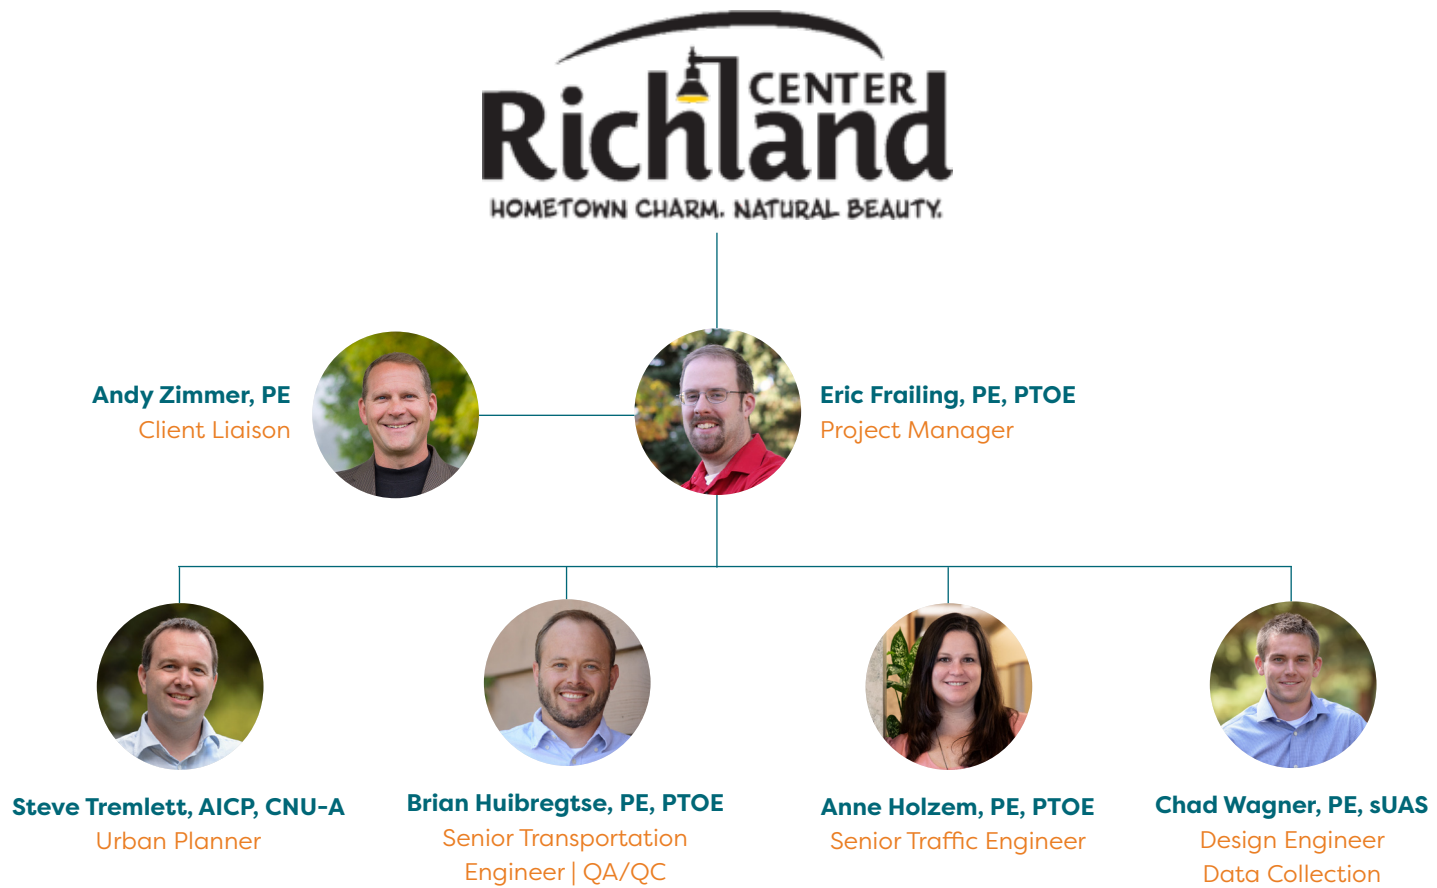 CENTER
Richland
HOMETOWN CHARM. NATURAL BEAUTY.
Andy Zimmer, PE
Client Liaison
Eric Frailing, PE, PTOE
Project Manager
Steve Tremlett, AICP, CNU-A
Urban Planner
Brian Huibregtse, PE, PTOE
Senior Transportation
Engineer | QA/QC
Anne Holzem, PE, PTOE
Senior Traffic Engineer
Chad Wagner, PE, sUAS
Design Engineer
Data Collection